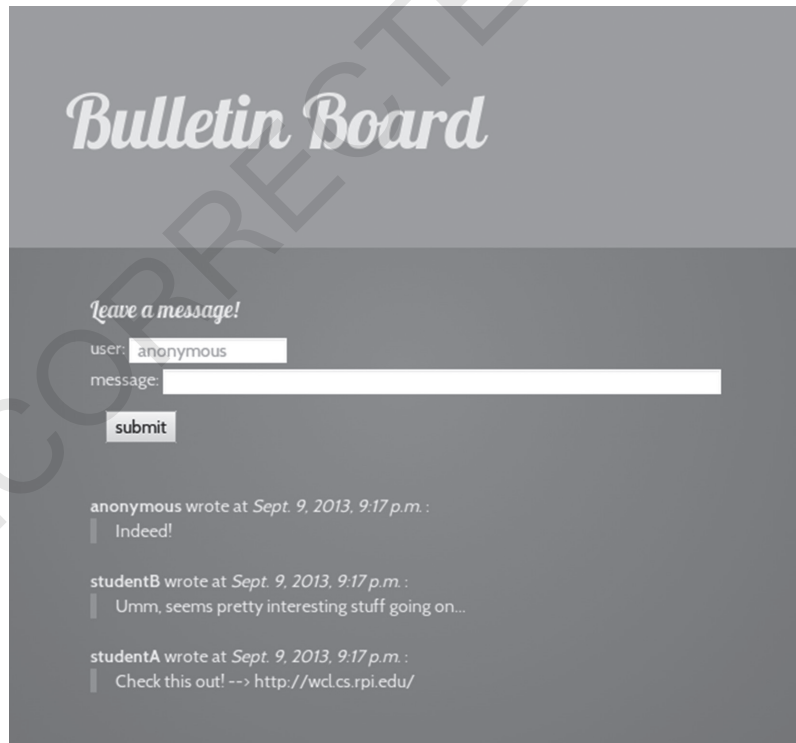 Bulletin Board
Leave a message!
user: anonymous
message:
submit
anonymous wrote at Sept. 9, 2013, 9:17 p.m. :
Indeed!
studentB wrote at Sept. 9, 2013, 9:17 p.m. :
Umm, seems pretty interesting stuff going on...
studentA wrote at Sept. 9, 2013, 9:17 p.m. :
Check this out! --> http://wcl.cs.rpi.edu/
CORRECTE